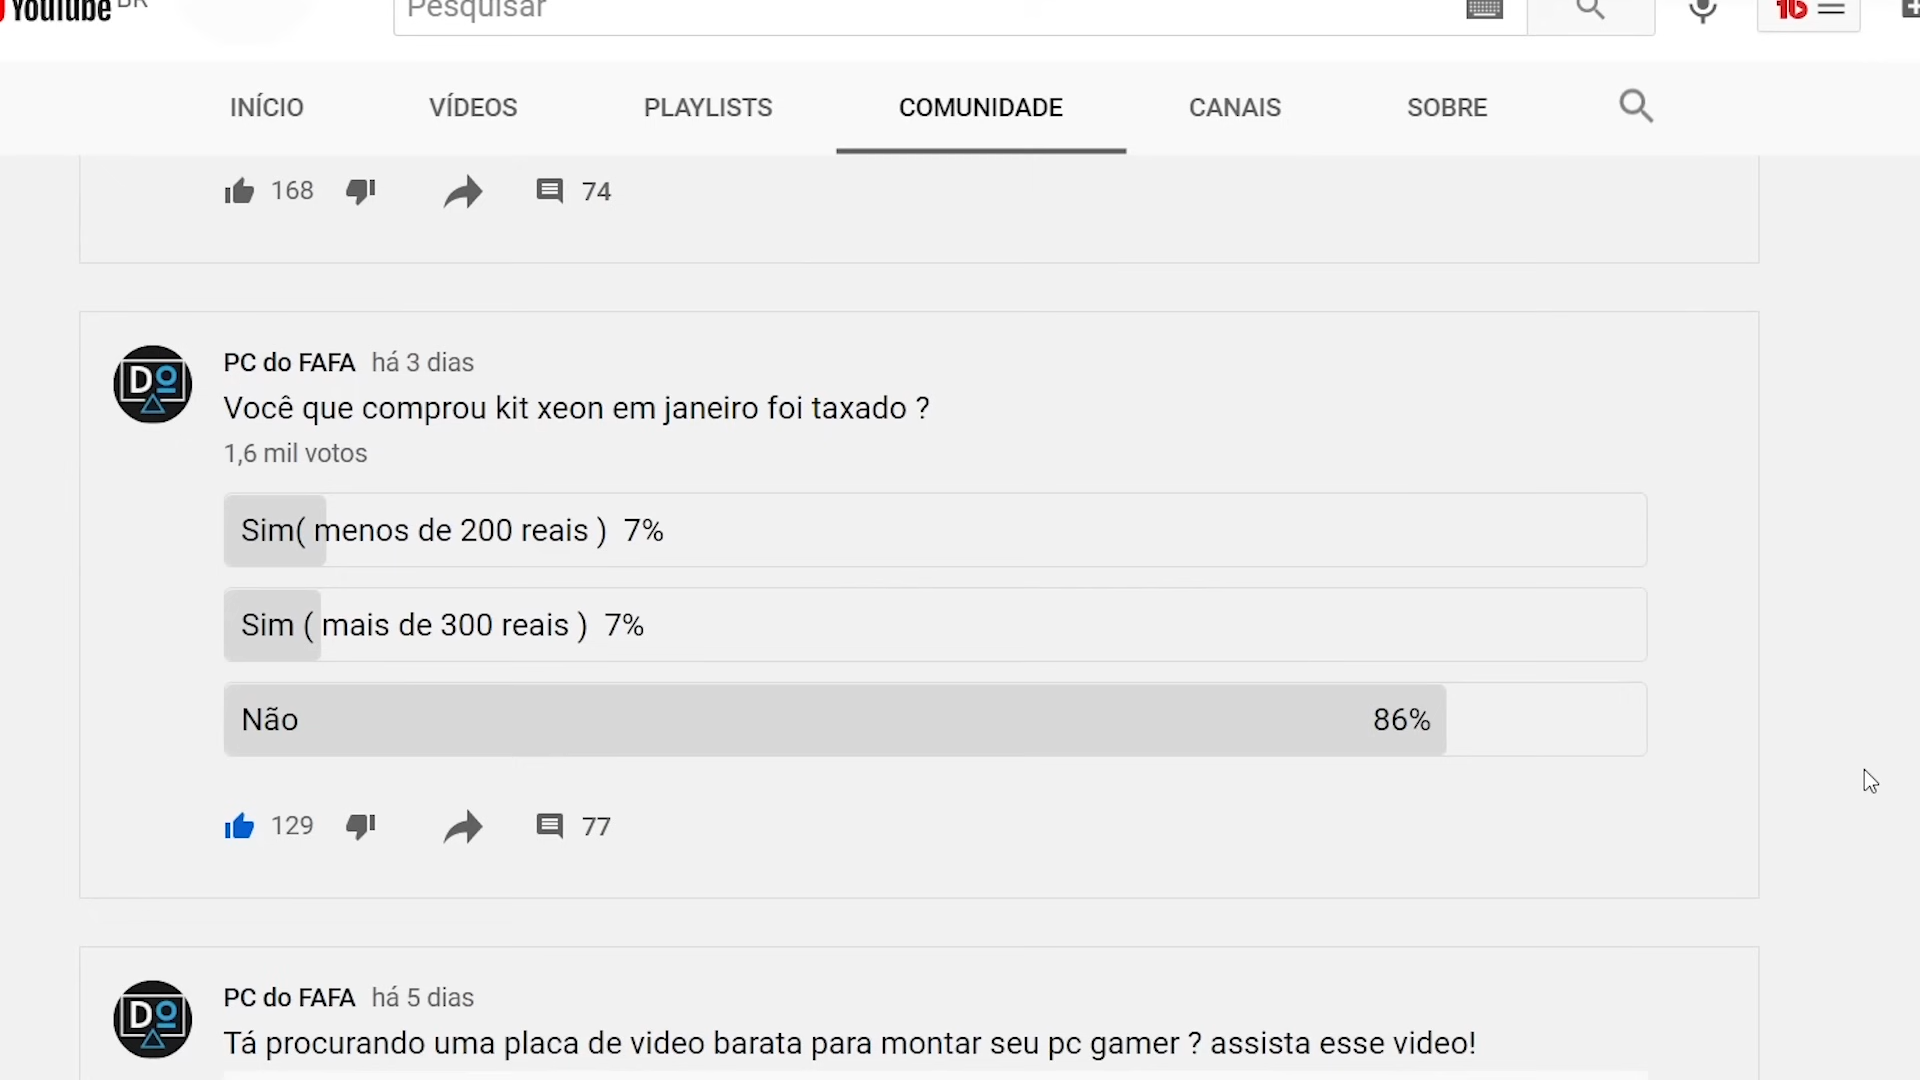 YouTube BR
Pesquisar
INÍCIO VÍDEOS PLAYLISTS COMUNIDADE CANAIS SOBRE
168 74
PC do FAFA há 3 dias
Você que comprou kit xeon em janeiro foi taxado ?
1,6 mil votos
Sim( menos de 200 reais ) 7%
Sim ( mais de 300 reais ) 7%
Não 86%
129 77
PC do FAFA há 5 dias
Tá procurando uma placa de video barata para montar seu pc gamer ? assista esse video!